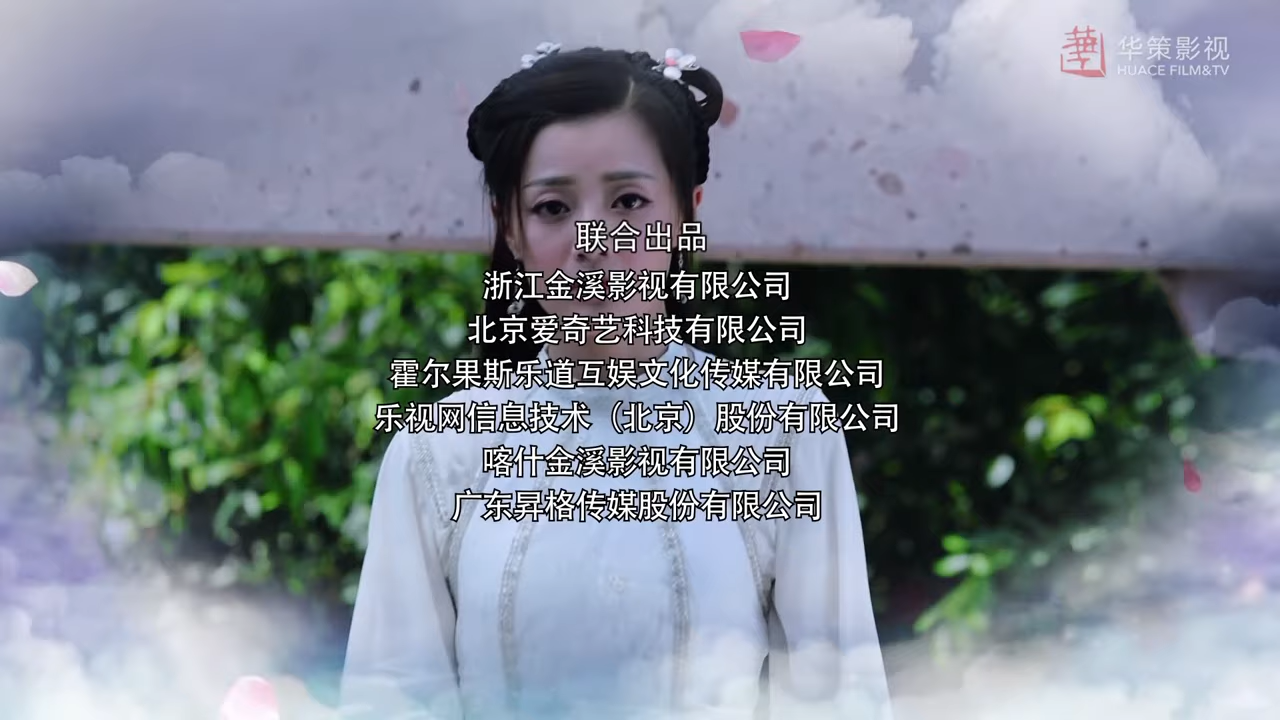 華
华策影视
HUACE FILM&TV
联合出品
浙江金溪影视有限公司
北京爱奇艺科技有限公司
霍尔果斯乐道互娱文化传媒有限公司
乐视网信息技术（北京）股份有限公司
喀什金溪影视有限公司
广东昇格传媒股份有限公司